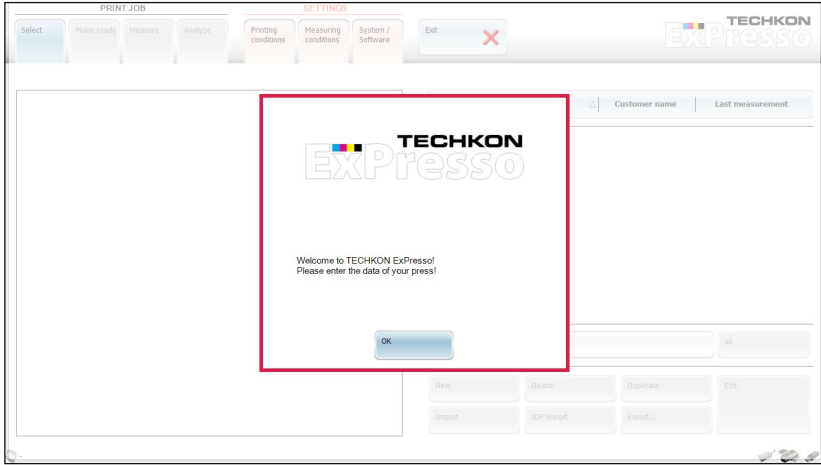 PRINT JOB
SETTINGS
Select
Make ready
Measure
Analyze
Printing
conditions
Measuring
conditions
System /
Software
Exit
TECHKON
ExPresso
Customer name
Last measurement
TECHKON
ExPresso
Welcome to TECHKON ExPresso!
Please enter the data of your press!
OK
all
New
Delete
Duplicate
Edit
Import
JDF import
Export...